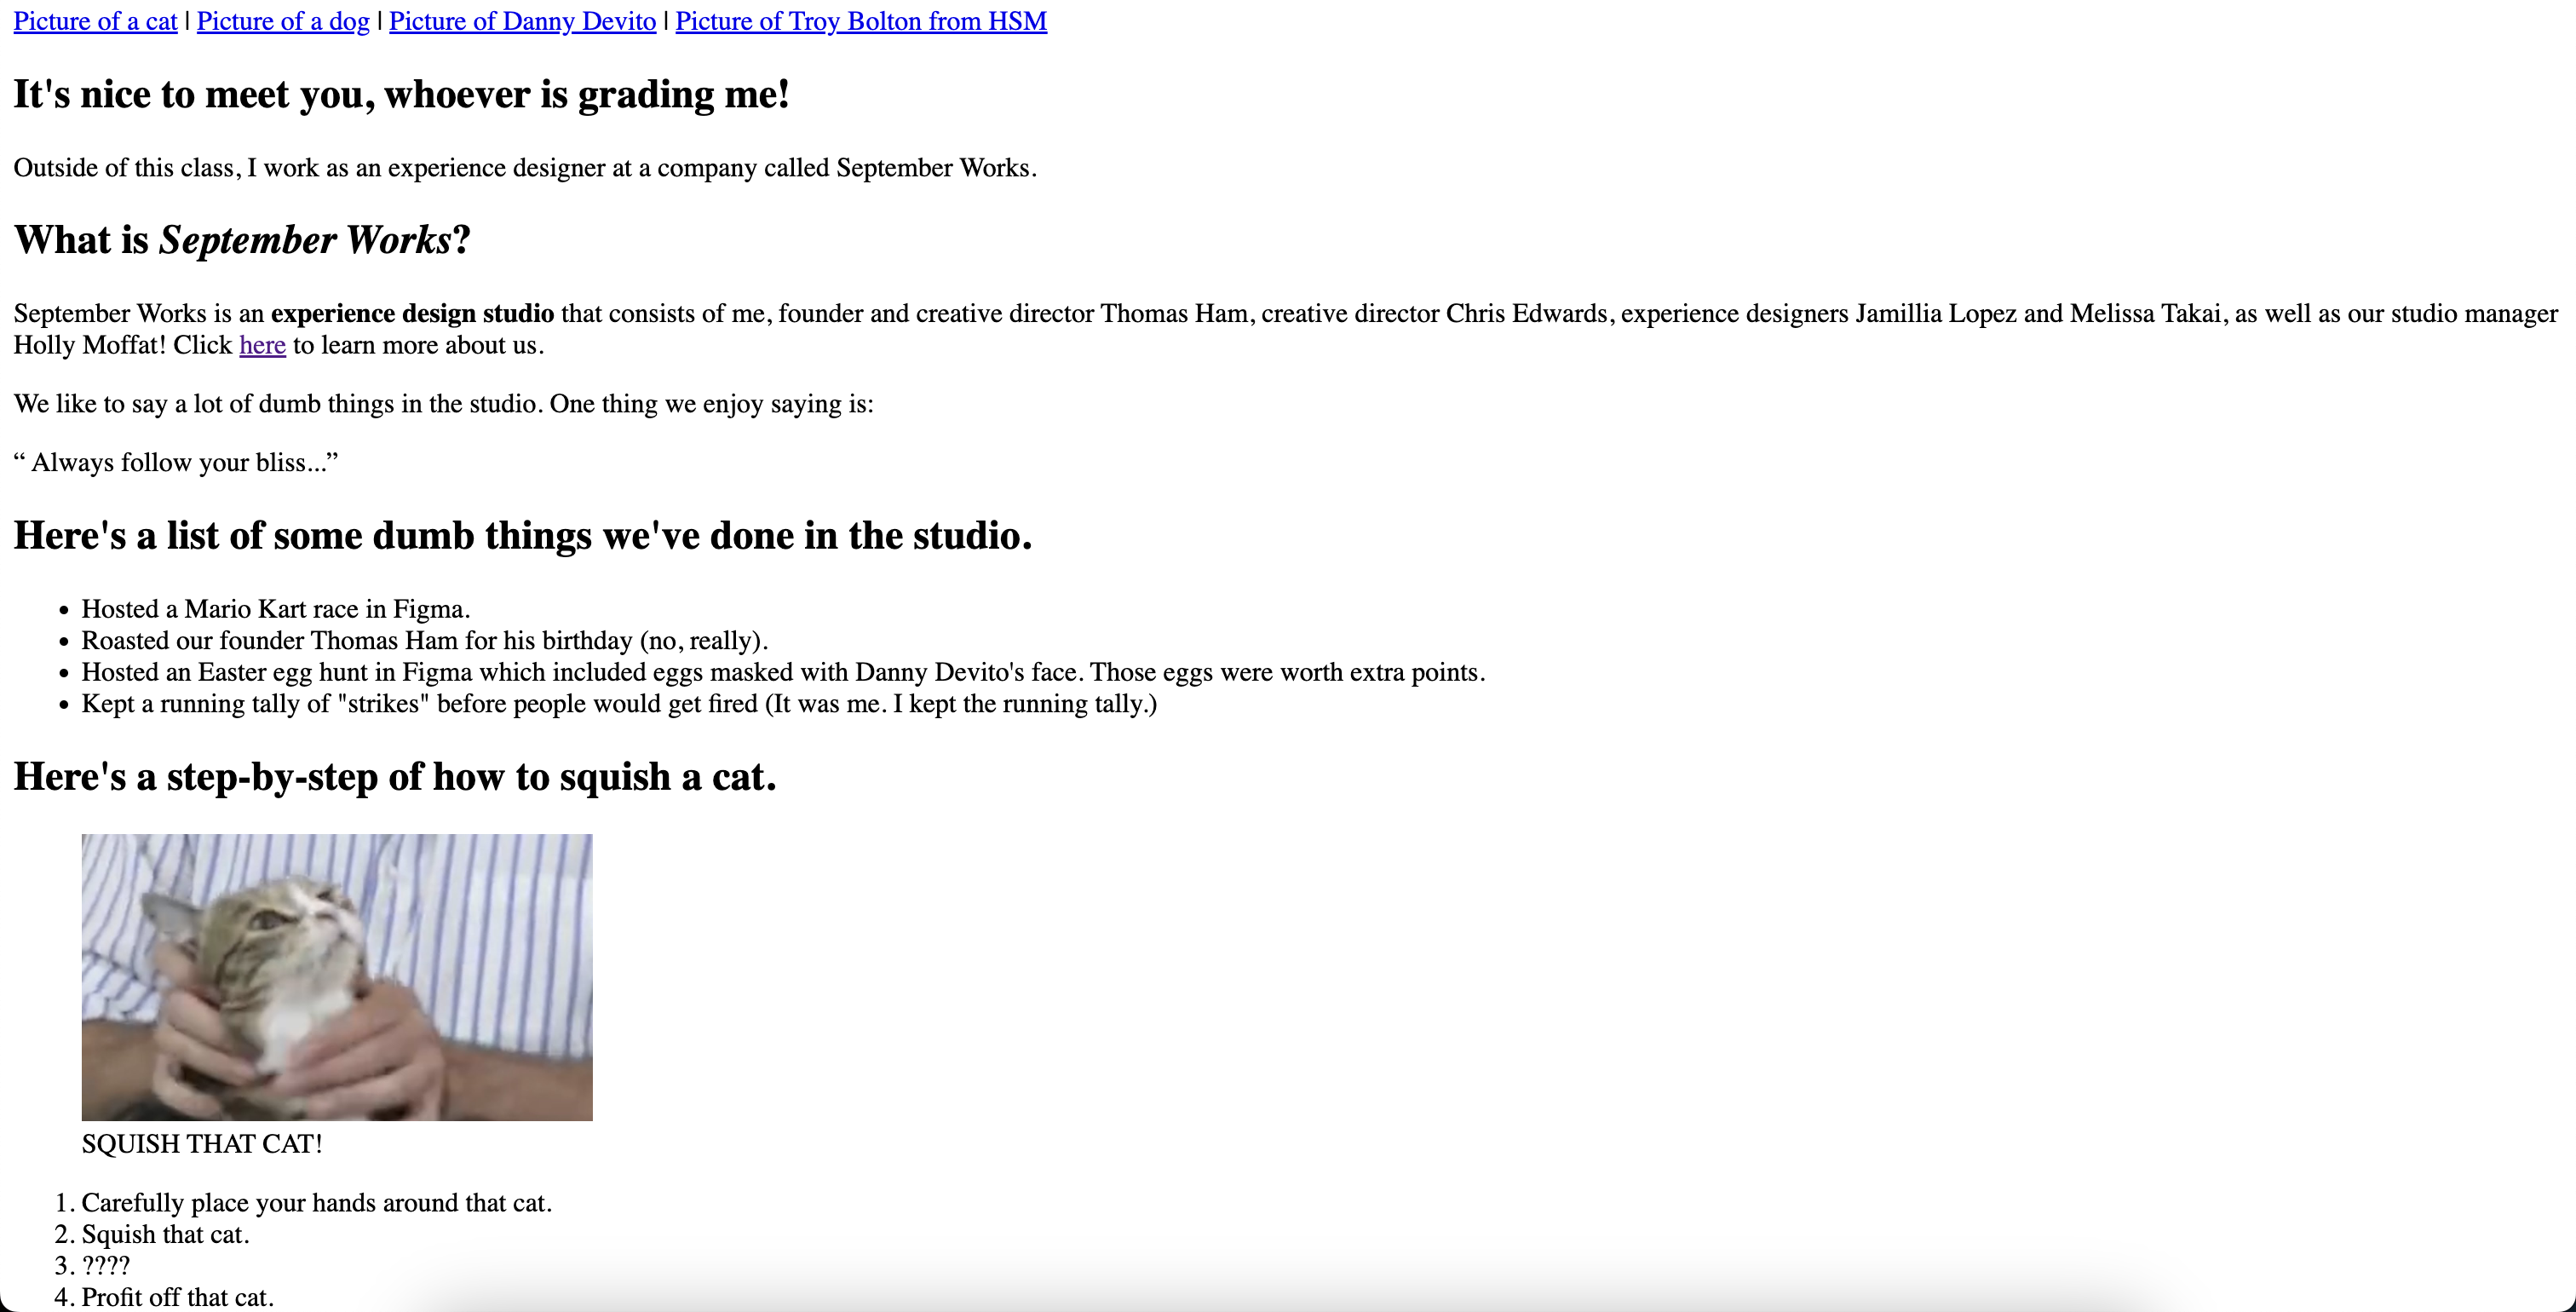 Picture of a cat | Picture of a dog | Picture of Danny Devito | Picture of Troy Bolton from HSM
It's nice to meet you, whoever is grading me!
Outside of this class, I work as an experience designer at a company called September Works.
What is September Works?
September Works is an experience design studio that consists of me, founder and creative director Thomas Ham, creative director Chris Edwards, experience designers Jamillia Lopez and Melissa Takai, as well as our studio manager
Holly Moffat! Click here to learn more about us.
We like to say a lot of dumb things in the studio. One thing we enjoy saying is:
“ Always follow your bliss...”
Here's a list of some dumb things we've done in the studio.
• Hosted a Mario Kart race in Figma.
• Roasted our founder Thomas Ham for his birthday (no, really).
• Hosted an Easter egg hunt in Figma which included eggs masked with Danny Devito's face. Those eggs were worth extra points.
• Kept a running tally of "strikes" before people would get fired (It was me. I kept the running tally.)
Here's a step-by-step of how to squish a cat.
SQUISH THAT CAT!
1. Carefully place your hands around that cat.
2. Squish that cat.
3. ????
4. Profit off that cat.